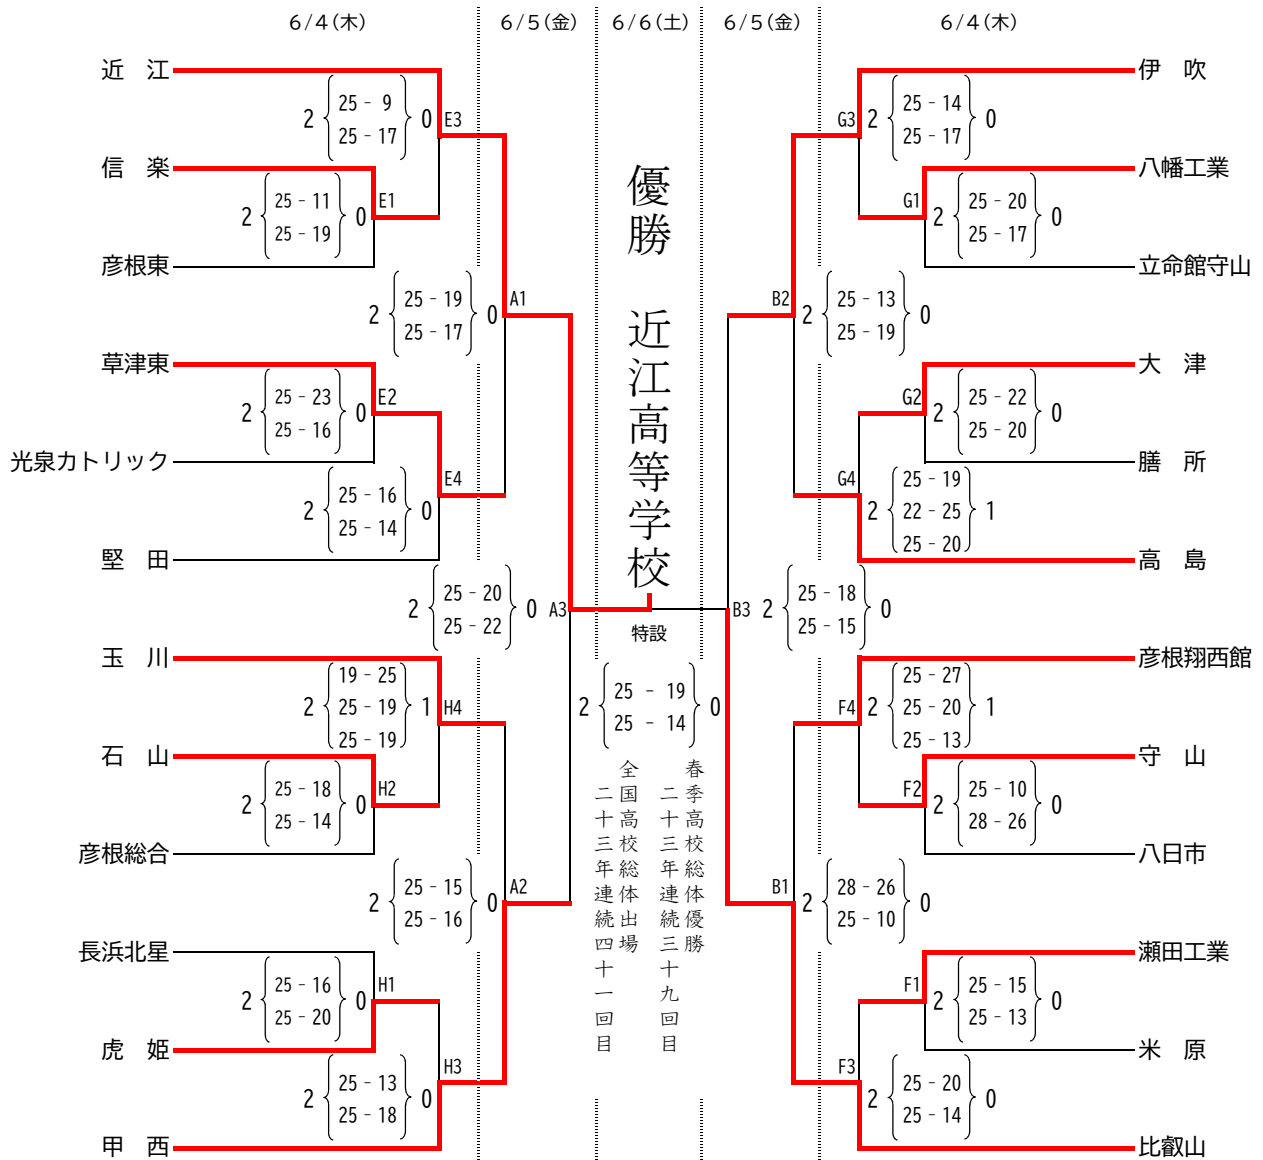 6/4(木) 6/5(金) 6/6(土) 6/5(金) 6/4(木)
優勝　近江高等学校
近　江
2 25 - 9 0 E3
25 - 17
信　楽
2 25 - 11 0 E1
25 - 19
彦根東
2 25 - 19 0 A1
25 - 17
草津東
2 25 - 23 0 E2
25 - 16
光泉カトリック
2 25 - 16 0 E4
25 - 14
堅　田
2 25 - 20 0 A3
25 - 22
玉　川
19 - 25
2 25 - 19 1 H4
25 - 19
石　山
2 25 - 18 0 H2
25 - 14
彦根総合
2 25 - 15 0 A2
25 - 16
長浜北星
2 25 - 16 0 H1
25 - 20
虎　姫
2 25 - 13 0 H3
25 - 18
甲　西
特設
2 25 - 19 0
25 - 14
春季高校総体優勝
二十三年連続三十九回目
全国高校総体出場
二十三年連続四十一回目
伊　吹
G3 2 25 - 14 0
25 - 17
八幡工業
G1 2 25 - 20 0
25 - 17
立命館守山
B2 2 25 - 13 0
25 - 19
大　津
G2 2 25 - 22 0
25 - 20
膳　所
G4 25 - 19
2 22 - 25 1
25 - 20
高　島
B3 2 25 - 18 0
25 - 15
彦根翔西館
25 - 27
F4 2 25 - 20 1
25 - 13
守　山
F2 2 25 - 10 0
28 - 26
八日市
B1 2 28 - 26 0
25 - 10
瀬田工業
F1 2 25 - 15 0
25 - 13
米　原
F3 2 25 - 20 0
25 - 14
比叡山